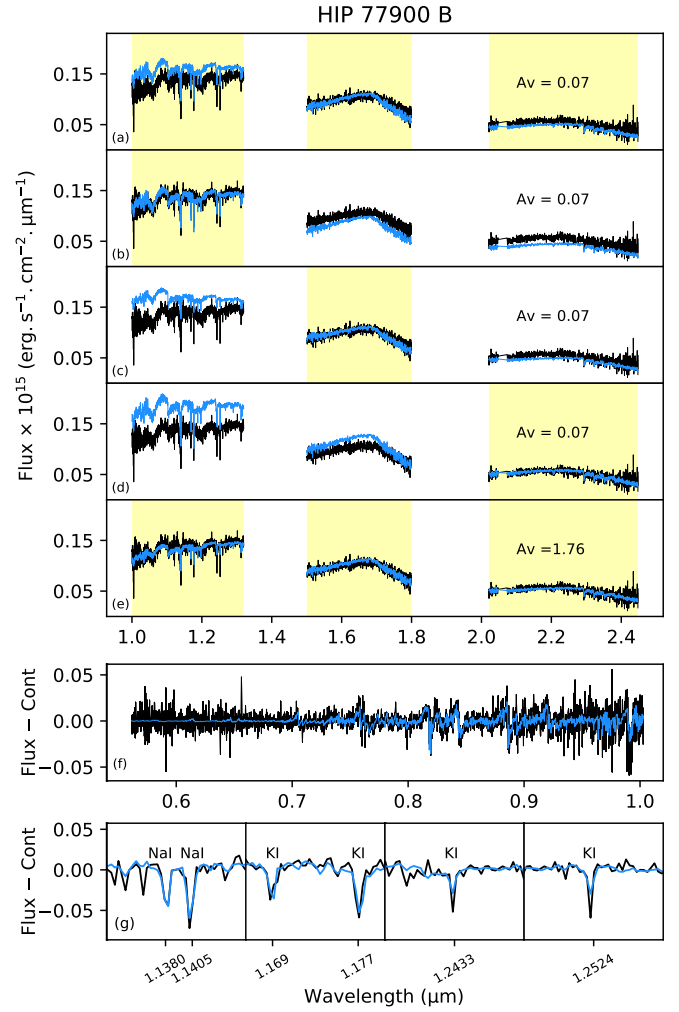 HIP 77900 B
Flux × 10¹⁵ (erg.s⁻¹.cm⁻².µm⁻¹)
0.15
0.05
Av = 0.07
(a)
0.15
0.05
Av = 0.07
(b)
0.15
0.05
Av = 0.07
(c)
0.15
0.05
Av = 0.07
(d)
0.15
0.05
Av =1.76
(e)
1.0 1.2 1.4 1.6 1.8 2.0 2.2 2.4
Flux − Cont
0.05
0.00
−0.05
(f)
0.6 0.7 0.8 0.9 1.0
Flux − Cont
0.05
0.00
−0.05
NaI NaI KI KI KI KI
(g)
1.1380 1.1405 1.169 1.177 1.2433 1.2524
Wavelength (µm)